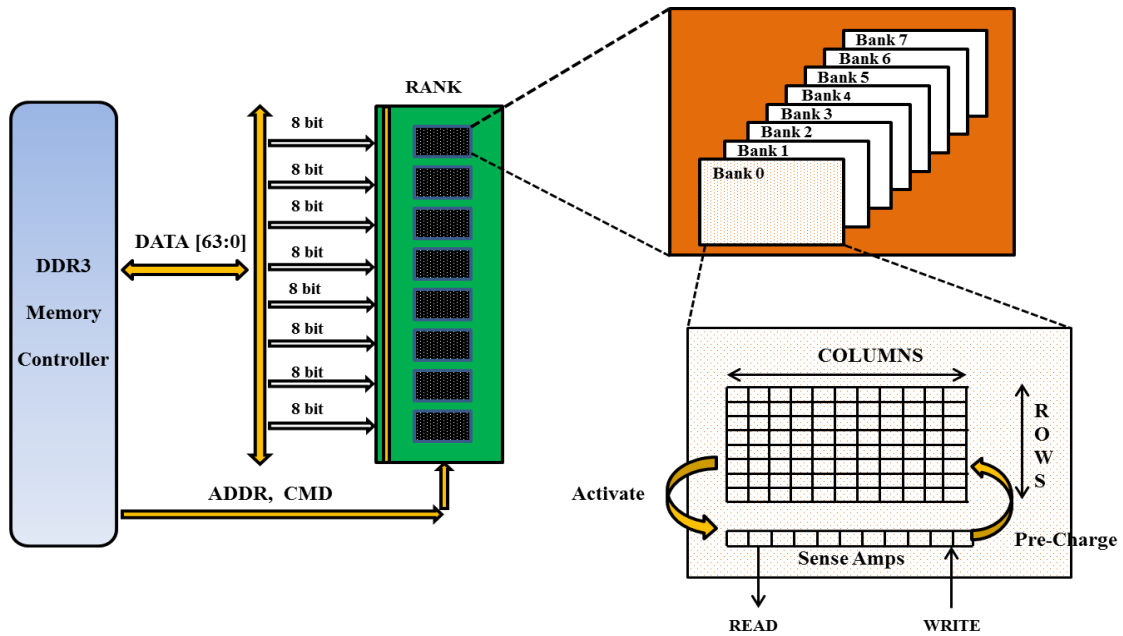 DDR3
Memory
Controller
DATA [63:0]
ADDR, CMD
RANK
8 bit
8 bit
8 bit
8 bit
8 bit
8 bit
8 bit
8 bit
Bank 7
Bank 6
Bank 5
Bank 4
Bank 3
Bank 2
Bank 1
Bank 0
COLUMNS
R
O
W
S
Activate
Pre-Charge
Sense Amps
READ
WRITE